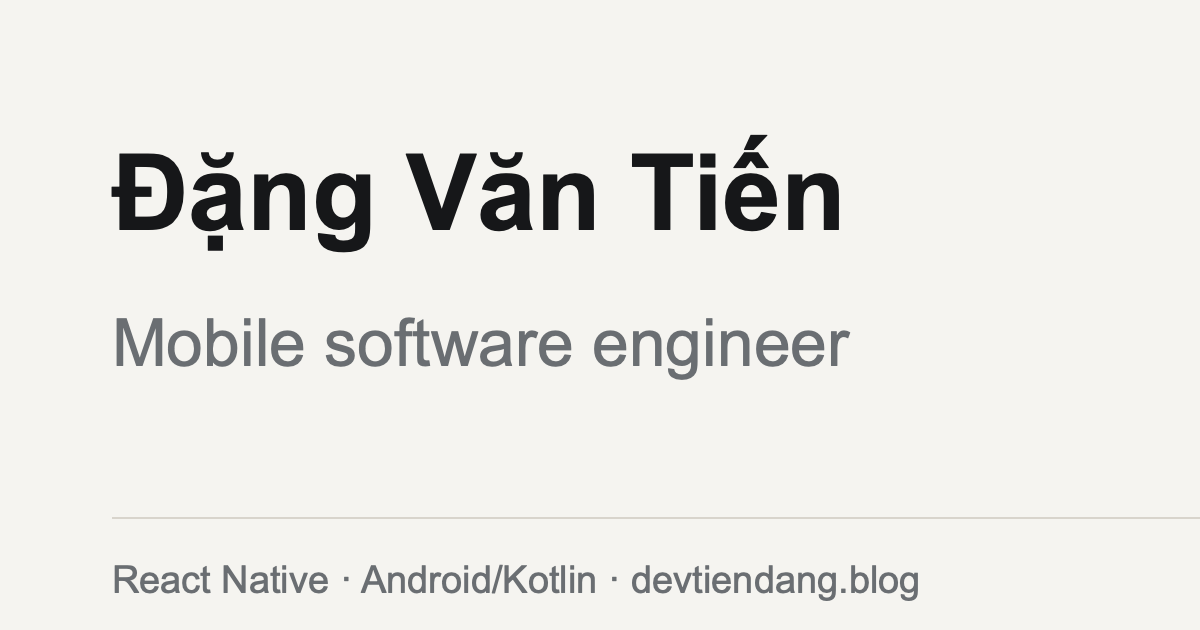 Đặng Văn Tiến
Mobile software engineer
React Native · Android/Kotlin · devtiendang.blog